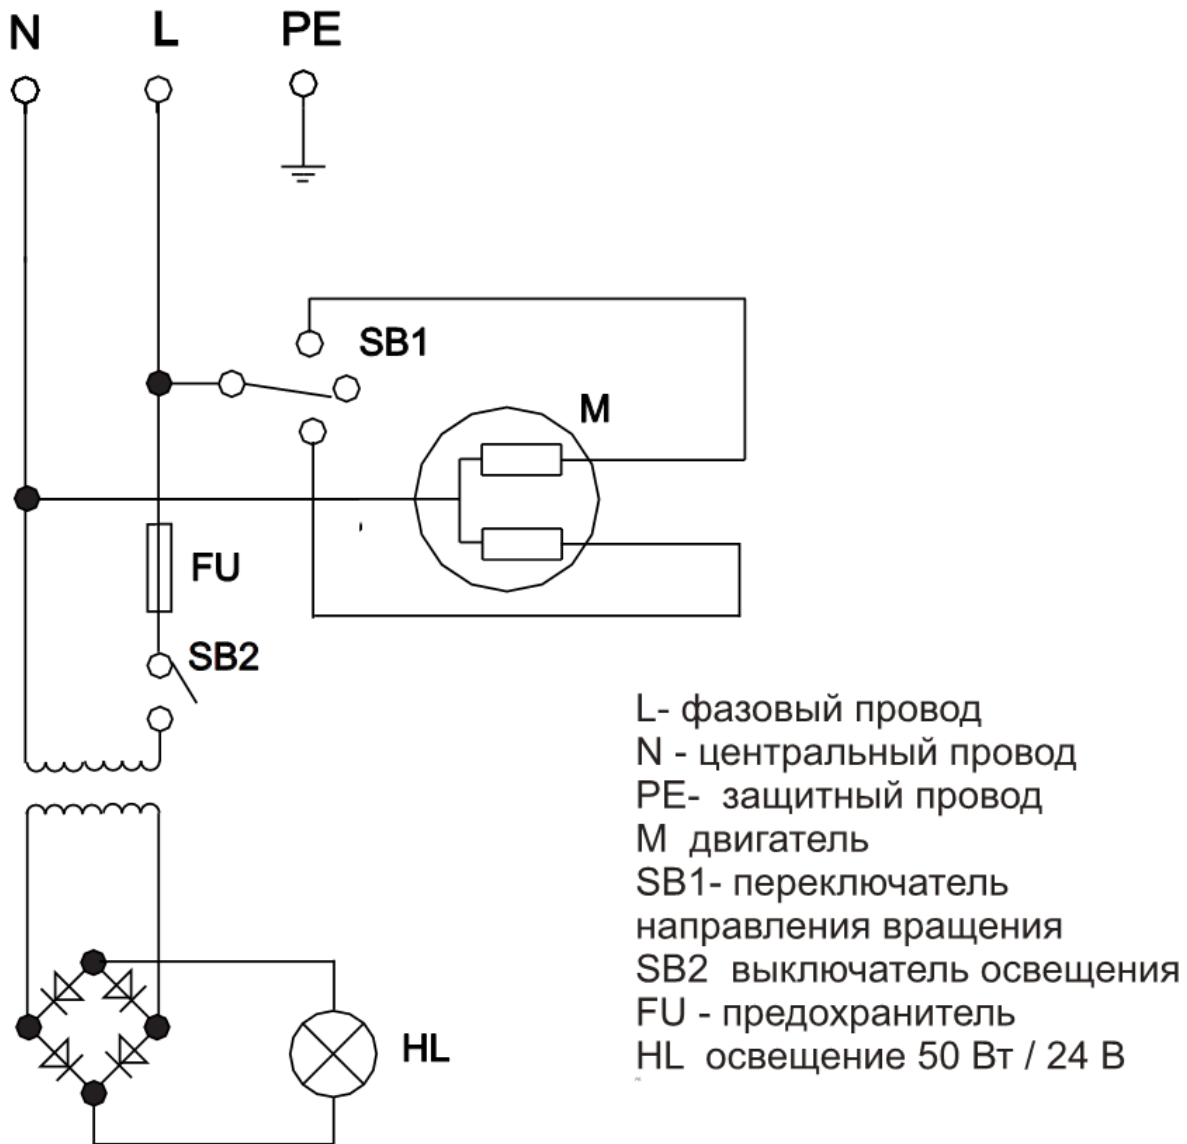 N L PE
SB1
M
FU
SB2
L- фазовый провод
N - центральный провод
PE- защитный провод
M двигатель
SB1- переключатель
направления вращения
SB2 выключатель освещения
FU - предохранитель
HL освещение 50 Вт / 24 В
HL